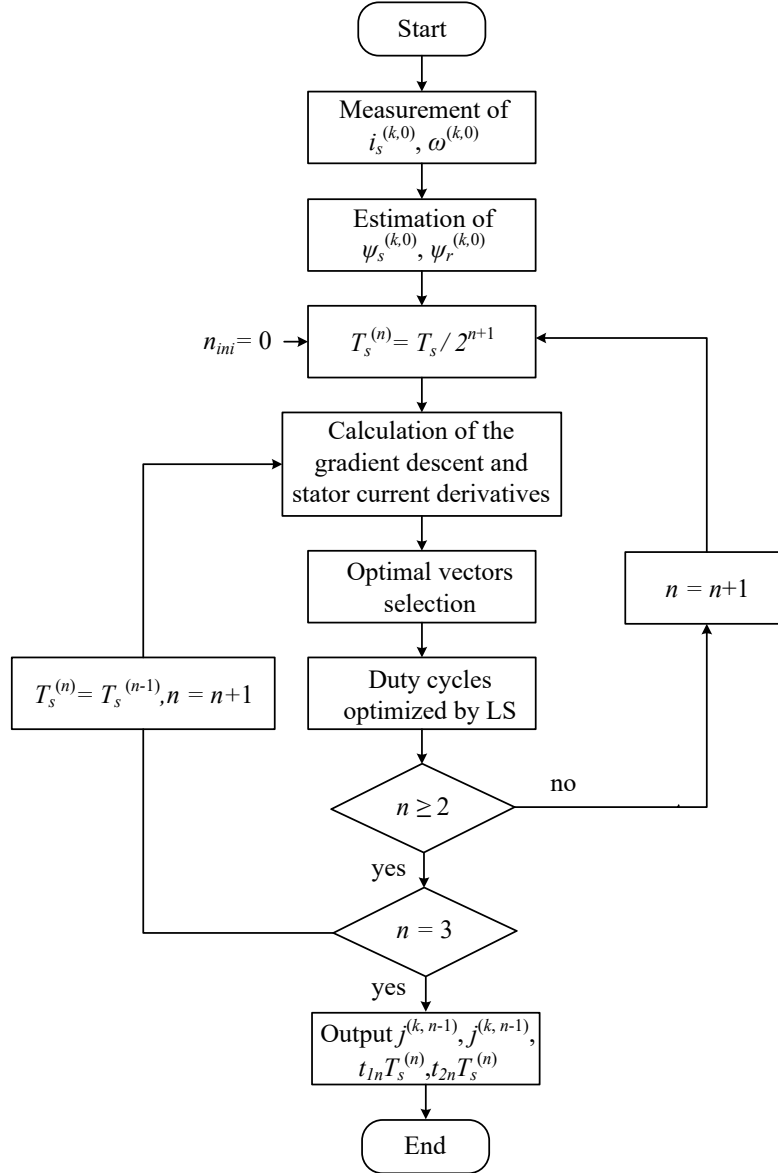 Start
Measurement of
i_s^(k,0), ω^(k,0)
Estimation of
ψ_s^(k,0), ψ_r^(k,0)
n_ini = 0
T_s^(n) = T_s / 2^(n+1)
Calculation of the
gradient descent and
stator current derivatives
Optimal vectors
selection
n = n+1
T_s^(n) = T_s^(n-1), n = n+1
Duty cycles
optimized by LS
n ≥ 2
no
yes
n = 3
yes
Output j^(k, n-1), j^(k, n-1),
t_1n T_s^(n), t_2n T_s^(n)
End